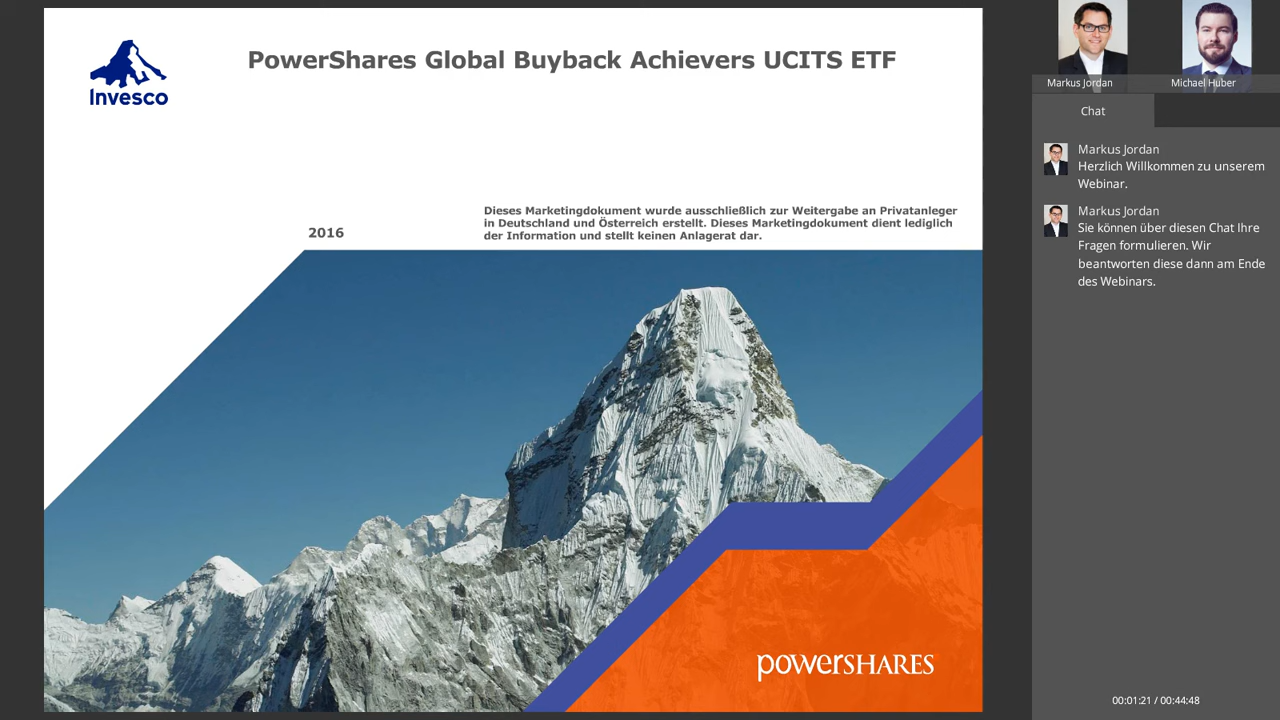 Invesco
PowerShares Global Buyback Achievers UCITS ETF
2016
Dieses Marketingdokument wurde ausschließlich zur Weitergabe an Privatanleger
in Deutschland und Österreich erstellt. Dieses Marketingdokument dient lediglich
der Information und stellt keinen Anlagerat dar.
powerSHARES
Markus Jordan
Michael Huber
Chat
Markus Jordan
Herzlich Willkommen zu unserem
Webinar.
Markus Jordan
Sie können über diesen Chat Ihre
Fragen formulieren. Wir
beantworten diese dann am Ende
des Webinars.
00:01:21 / 00:44:48